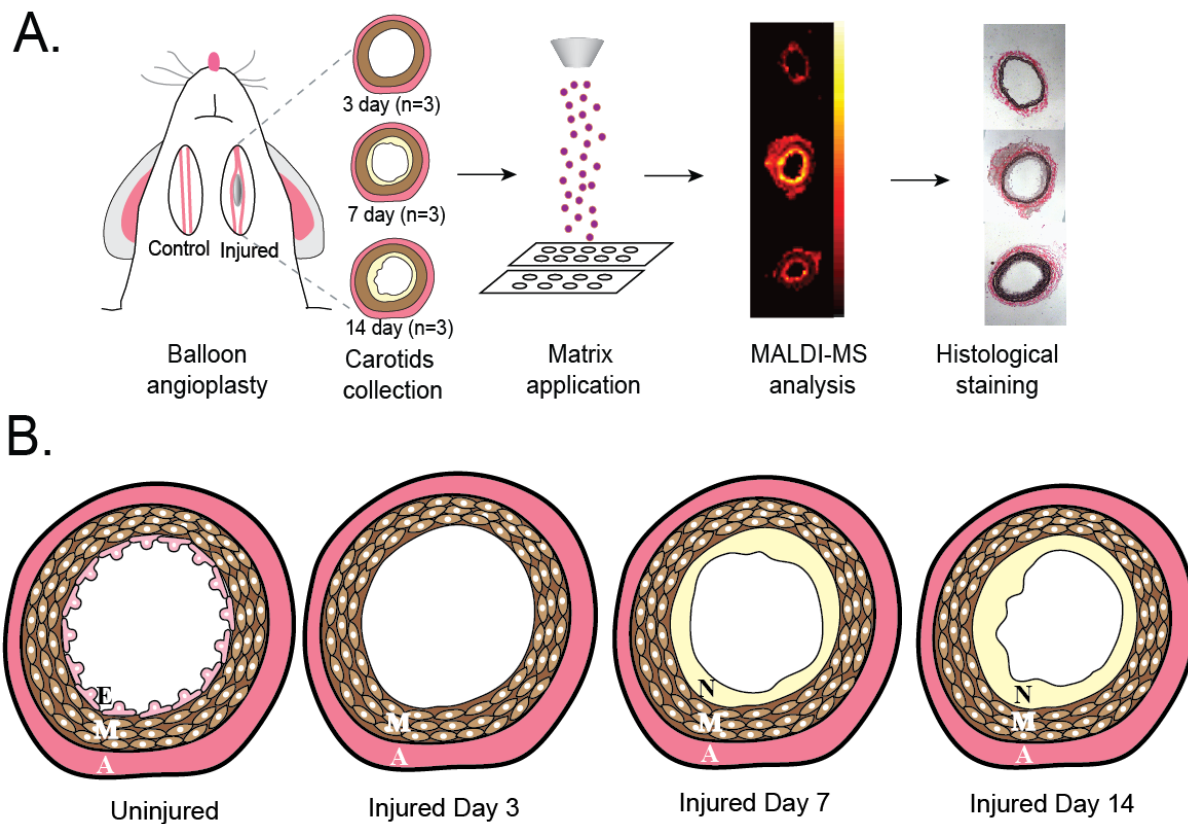 A.
Control
Injured
3 day (n=3)
7 day (n=3)
14 day (n=3)
Balloon
angioplasty
Carotids
collection
Matrix
application
MALDI-MS
analysis
Histological
staining
B.
E
M
A
M
A
N
M
A
N
M
A
Uninjured
Injured Day 3
Injured Day 7
Injured Day 14